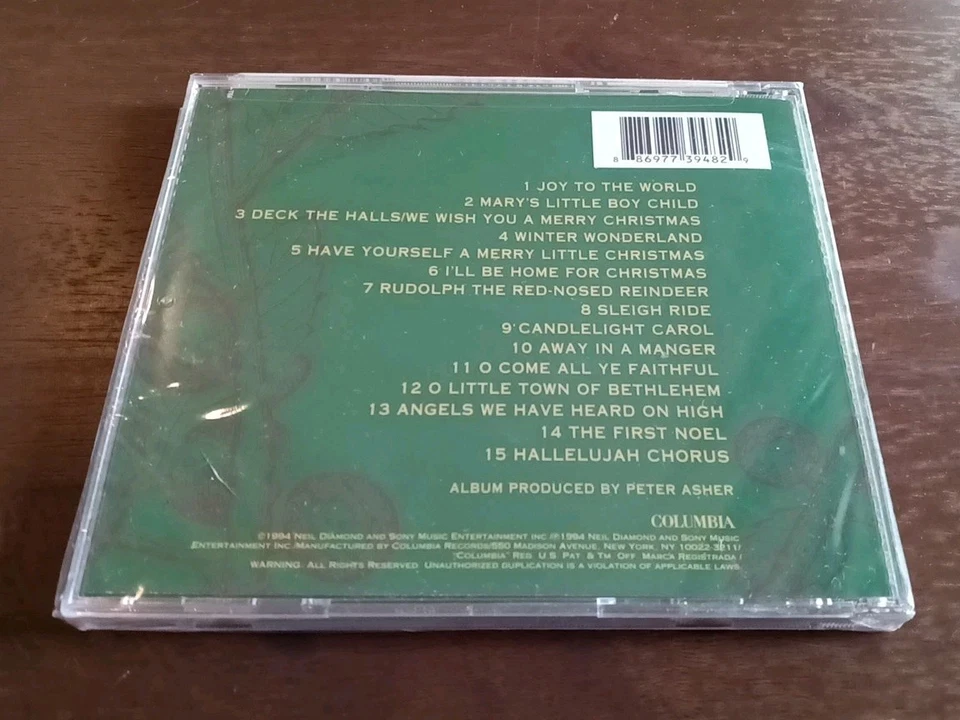 8 86977 39482 9
1 JOY TO THE WORLD
2 MARY'S LITTLE BOY CHILD
3 DECK THE HALLS/WE WISH YOU A MERRY CHRISTMAS
4 WINTER WONDERLAND
5 HAVE YOURSELF A MERRY LITTLE CHRISTMAS
6 I'LL BE HOME FOR CHRISTMAS
7 RUDOLPH THE RED-NOSED REINDEER
8 SLEIGH RIDE
9 CANDLELIGHT CAROL
10 AWAY IN A MANGER
11 O COME ALL YE FAITHFUL
12 O LITTLE TOWN OF BETHLEHEM
13 ANGELS WE HAVE HEARD ON HIGH
14 THE FIRST NOEL
15 HALLELUJAH CHORUS
ALBUM PRODUCED BY PETER ASHER
COLUMBIA
©1994 NEIL DIAMOND AND SONY MUSIC ENTERTAINMENT INC. ℗ 1994 NEIL DIAMOND AND SONY MUSIC
ENTERTAINMENT INC./MANUFACTURED BY COLUMBIA RECORDS/550 MADISON AVENUE, NEW YORK, NY 10022-3211/
"COLUMBIA" REG. U.S. PAT. & TM. OFF. MARCA REGISTRADA./
WARNING: ALL RIGHTS RESERVED. UNAUTHORIZED DUPLICATION IS A VIOLATION OF APPLICABLE LAWS.